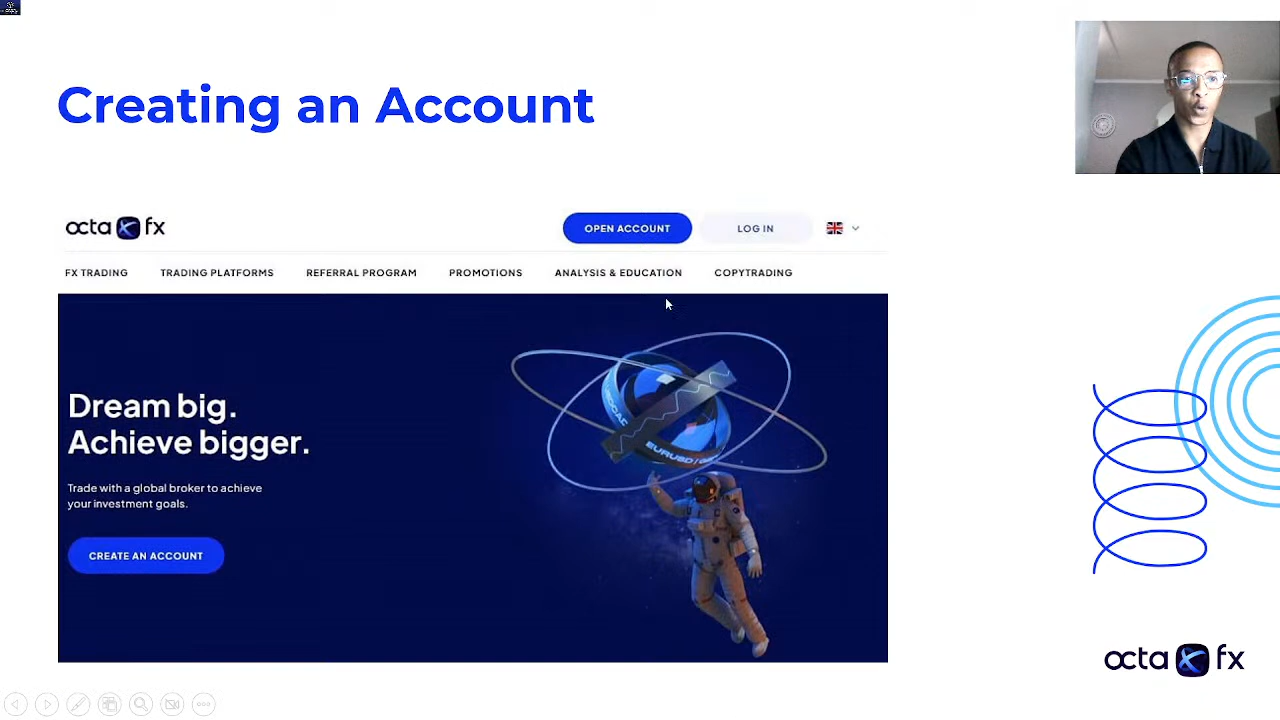 Creating an Account
octa fx
OPEN ACCOUNT
LOG IN
FX TRADING
TRADING PLATFORMS
REFERRAL PROGRAM
PROMOTIONS
ANALYSIS & EDUCATION
COPYTRADING
Dream big.
Achieve bigger.
Trade with a global broker to achieve
your investment goals.
CREATE AN ACCOUNT
EURUSD
octa fx